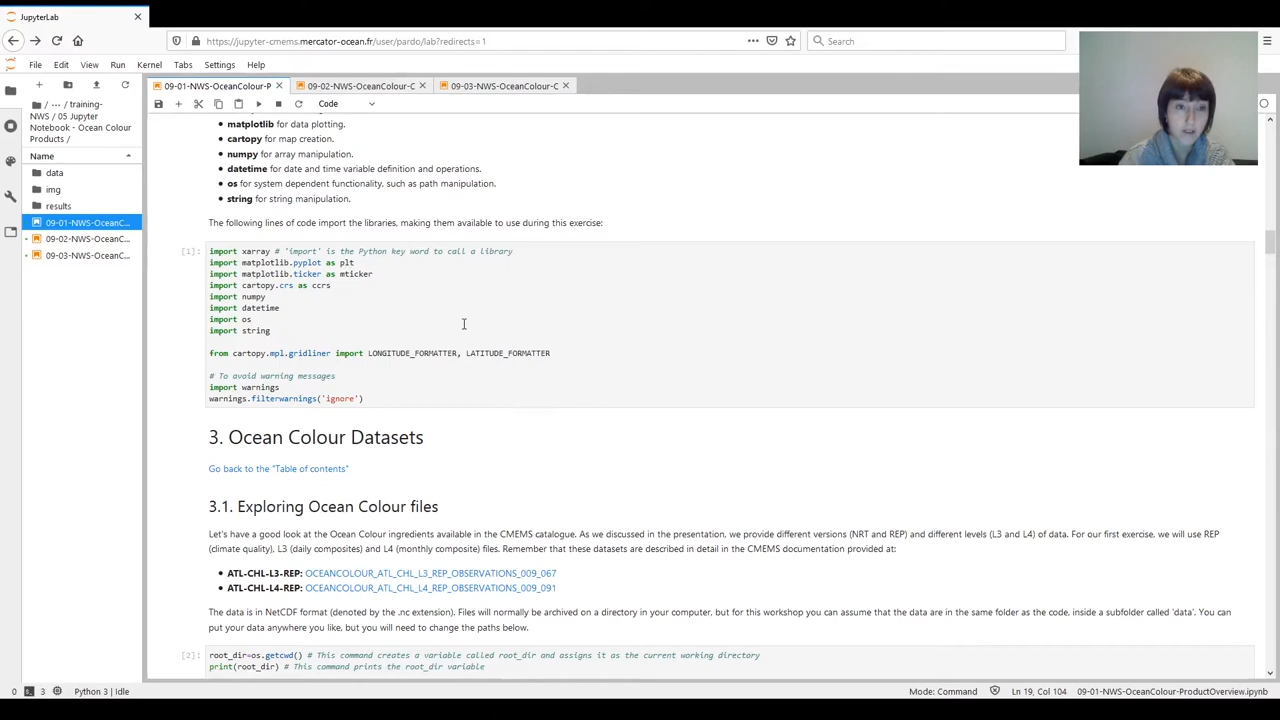 JupyterLab
https://jupyter-cmems.mercator-ocean.fr/user/pardo/lab?redirects=1
Search
File Edit View Run Kernel Tabs Settings Help
09-01-NWS-OceanColour-P
09-02-NWS-OceanColour-C
09-03-NWS-OceanColour-C
Code
/ ··· / training-
NWS / 05 Jupyter
Notebook - Ocean Colour
Products /
Name
data
img
results
09-01-NWS-OceanC...
09-02-NWS-OceanC...
09-03-NWS-OceanC...
• matplotlib for data plotting.
• cartopy for map creation.
• numpy for array manipulation.
• datetime for date and time variable definition and operations.
• os for system dependent functionality, such as path manipulation.
• string for string manipulation.
The following lines of code import the libraries, making them available to use during this exercise:
[1]: import xarray # 'import' is the Python key word to call a library
import matplotlib.pyplot as plt
import matplotlib.ticker as mticker
import cartopy.crs as ccrs
import numpy
import datetime
import os
import string
from cartopy.mpl.gridliner import LONGITUDE_FORMATTER, LATITUDE_FORMATTER
# To avoid warning messages
import warnings
warnings.filterwarnings('ignore')
3. Ocean Colour Datasets
Go back to the "Table of contents"
3.1. Exploring Ocean Colour files
Let's have a good look at the Ocean Colour ingredients available in the CMEMS catalogue. As we discussed in the presentation, we provide different versions (NRT and REP) and different levels (L3 and L4) of data. For our first exercise, we will use REP
(climate quality), L3 (daily composites) and L4 (monthly composite) files. Remember that these datasets are described in detail in the CMEMS documentation provided at:
• ATL-CHL-L3-REP: OCEANCOLOUR_ATL_CHL_L3_REP_OBSERVATIONS_009_067
• ATL-CHL-L4-REP: OCEANCOLOUR_ATL_CHL_L4_REP_OBSERVATIONS_009_091
The data is in NetCDF format (denoted by the .nc extension). Files will normally be archived on a directory in your computer, but for this workshop you can assume that the data are in the same folder as the code, inside a subfolder called 'data'. You can
put your data anywhere you like, but you will need to change the paths below.
[2]: root_dir=os.getcwd() # This command creates a variable called root_dir and assigns it as the current working directory
print(root_dir) # This command prints the root_dir variable
0 3 Python 3 | Idle
Mode: Command Ln 19, Col 104 09-01-NWS-OceanColour-ProductOverview.ipynb